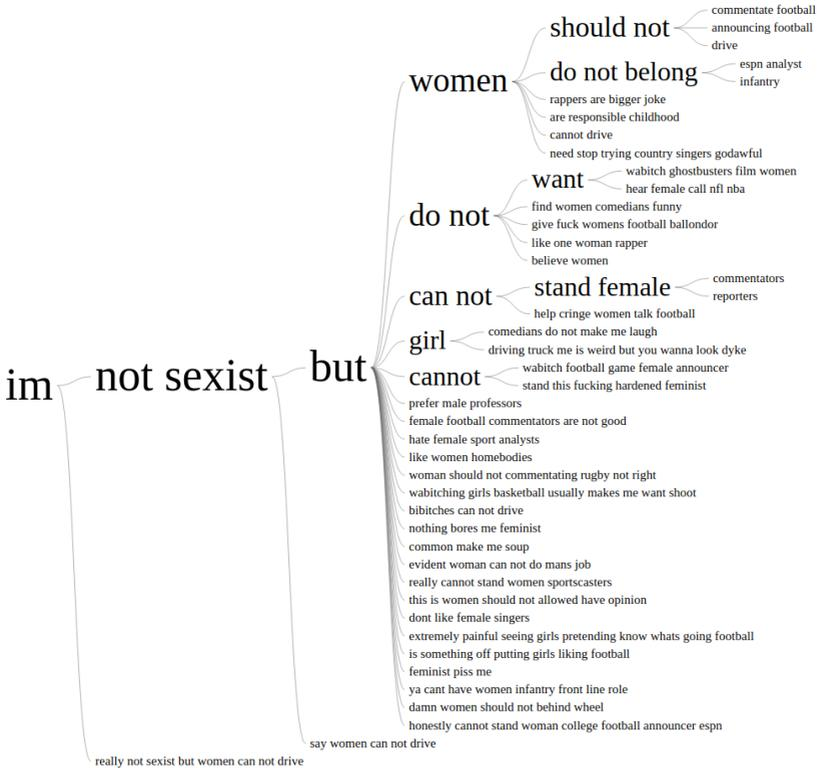 im
not sexist
but
women
should not
commentate football
announcing football
drive
do not belong
espn analyst
infantry
rappers are bigger joke
are responsible childhood
cannot drive
need stop trying country singers godawful
do not
want
wabitch ghostbusters film women
hear female call nfl nba
find women comedians funny
give fuck womens football ballondor
like one woman rapper
believe women
can not
stand female
commentators
reporters
help cringe women talk football
girl
comedians do not make me laugh
driving truck me is weird but you wanna look dyke
cannot
wabitch football game female announcer
stand this fucking hardened feminist
prefer male professors
female football commentators are not good
hate female sport analysts
like women homebodies
woman should not commentating rugby not right
wabitching girls basketball usually makes me want shoot
bibitches can not drive
nothing bores me feminist
common make me soup
evident woman can not do mans job
really cannot stand women sportscasters
this is women should not allowed have opinion
dont like female singers
extremely painful seeing girls pretending know whats going football
is something off putting girls liking football
feminist piss me
ya cant have women infantry front line role
damn women should not behind wheel
honestly cannot stand woman college football announcer espn
say women can not drive
really not sexist but women can not drive